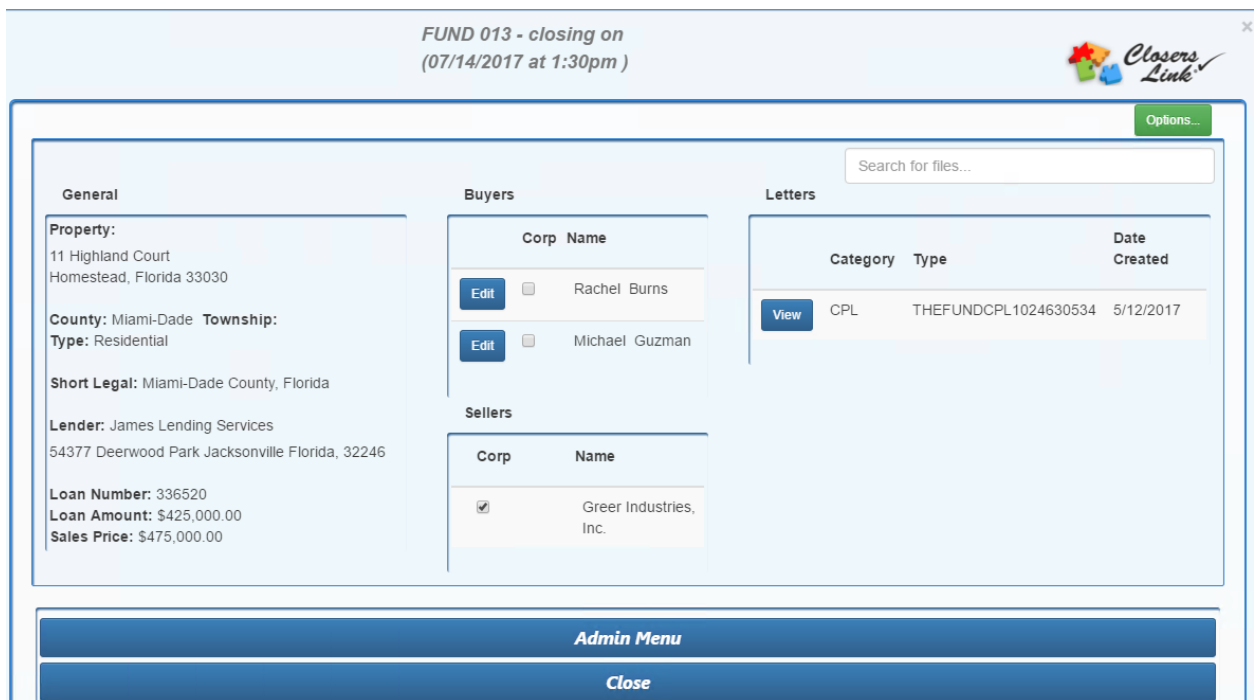 FUND 013 - closing on
(07/14/2017 at 1:30pm )
×
Closers
Link
Options...
Search for files...
General
Property:
11 Highland Court
Homestead, Florida 33030
County: Miami-Dade Township:
Type: Residential
Short Legal: Miami-Dade County, Florida
Lender: James Lending Services
54377 Deerwood Park Jacksonville Florida, 32246
Loan Number: 336520
Loan Amount: $425,000.00
Sales Price: $475,000.00
Buyers
Corp Name
Edit Rachel Burns
Edit Michael Guzman
Sellers
Corp Name
Greer Industries,
Inc.
Letters
Category Type Date
Created
View CPL THEFUNDCPL1024630534 5/12/2017
Admin Menu
Close